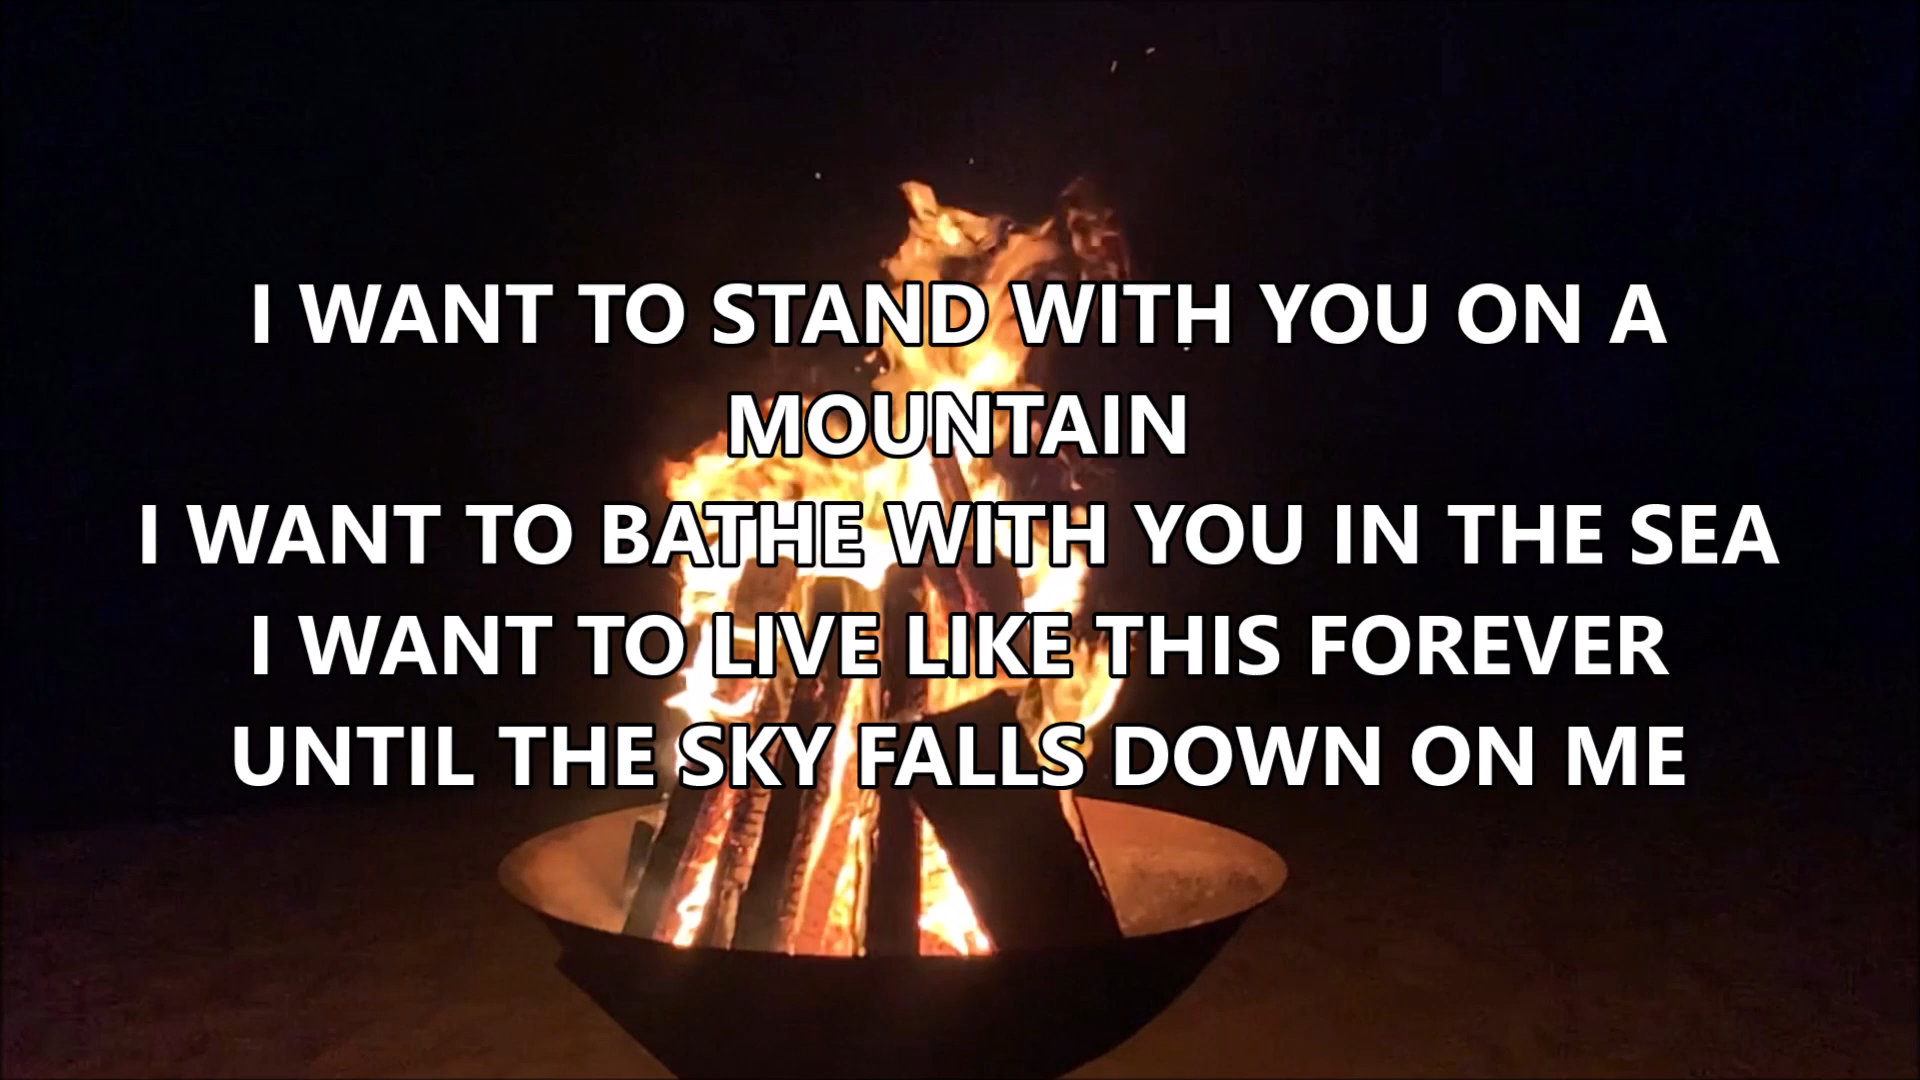 I WANT TO STAND WITH YOU ON A
MOUNTAIN
I WANT TO BATHE WITH YOU IN THE SEA
I WANT TO LIVE LIKE THIS FOREVER
UNTIL THE SKY FALLS DOWN ON ME